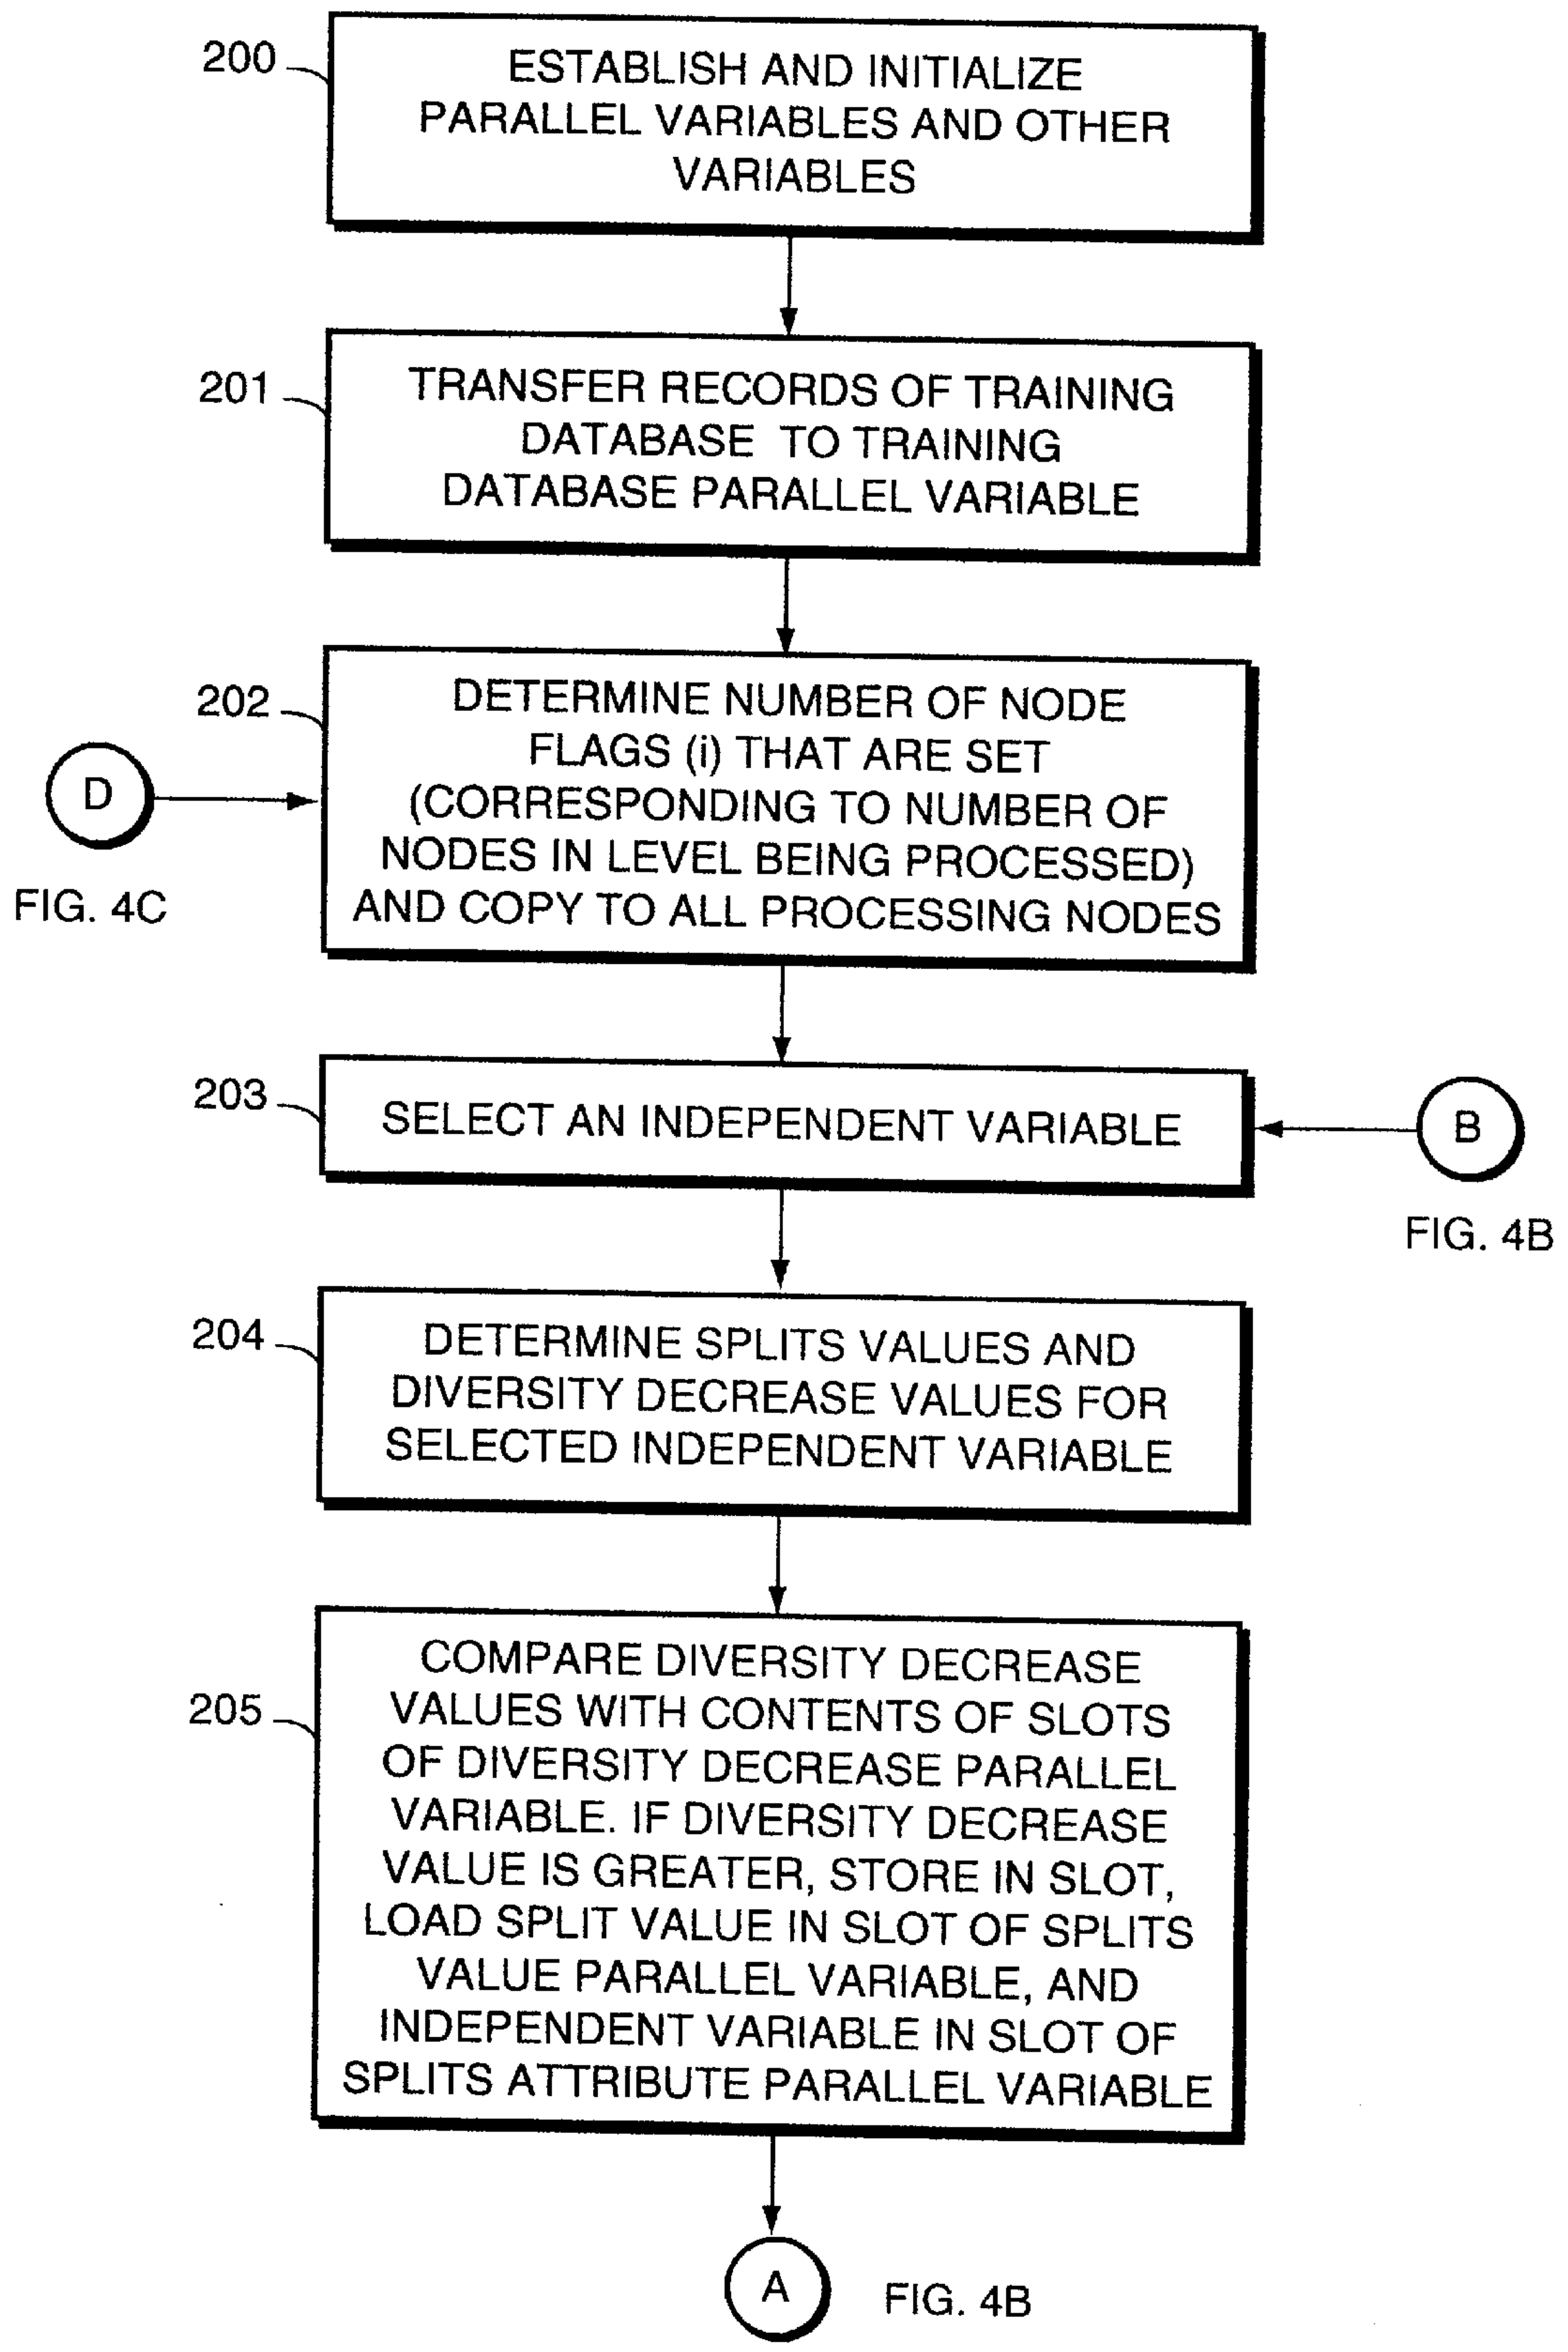 200
ESTABLISH AND INITIALIZE
PARALLEL VARIABLES AND OTHER
VARIABLES
201
TRANSFER RECORDS OF TRAINING
DATABASE TO TRAINING
DATABASE PARALLEL VARIABLE
202
DETERMINE NUMBER OF NODE
FLAGS (i) THAT ARE SET
(CORRESPONDING TO NUMBER OF
NODES IN LEVEL BEING PROCESSED)
AND COPY TO ALL PROCESSING NODES
D
FIG. 4C
203
SELECT AN INDEPENDENT VARIABLE
B
FIG. 4B
204
DETERMINE SPLITS VALUES AND
DIVERSITY DECREASE VALUES FOR
SELECTED INDEPENDENT VARIABLE
205
COMPARE DIVERSITY DECREASE
VALUES WITH CONTENTS OF SLOTS
OF DIVERSITY DECREASE PARALLEL
VARIABLE. IF DIVERSITY DECREASE
VALUE IS GREATER, STORE IN SLOT,
LOAD SPLIT VALUE IN SLOT OF SPLITS
VALUE PARALLEL VARIABLE, AND
INDEPENDENT VARIABLE IN SLOT OF
SPLITS ATTRIBUTE PARALLEL VARIABLE
A
FIG. 4B